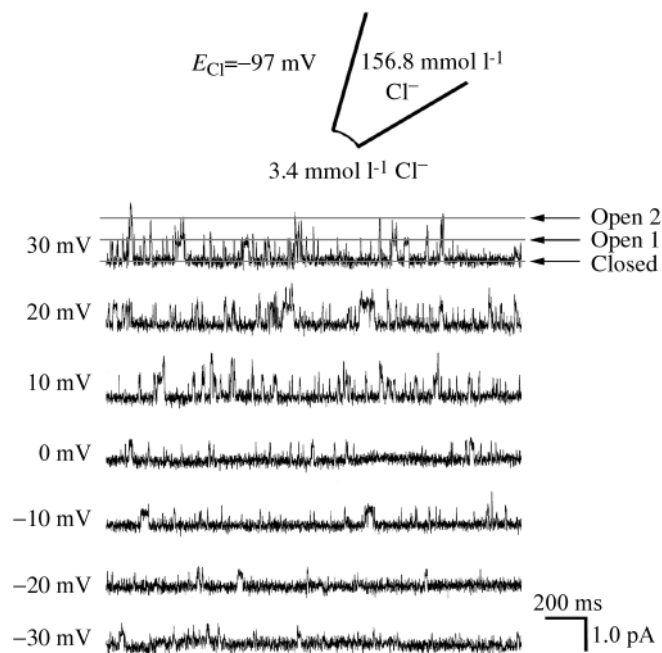 E_Cl=–97 mV
156.8 mmol l⁻¹
Cl⁻
3.4 mmol l⁻¹ Cl⁻
Open 2
Open 1
30 mV
Closed
20 mV
10 mV
0 mV
–10 mV
–20 mV
200 ms
–30 mV
1.0 pA